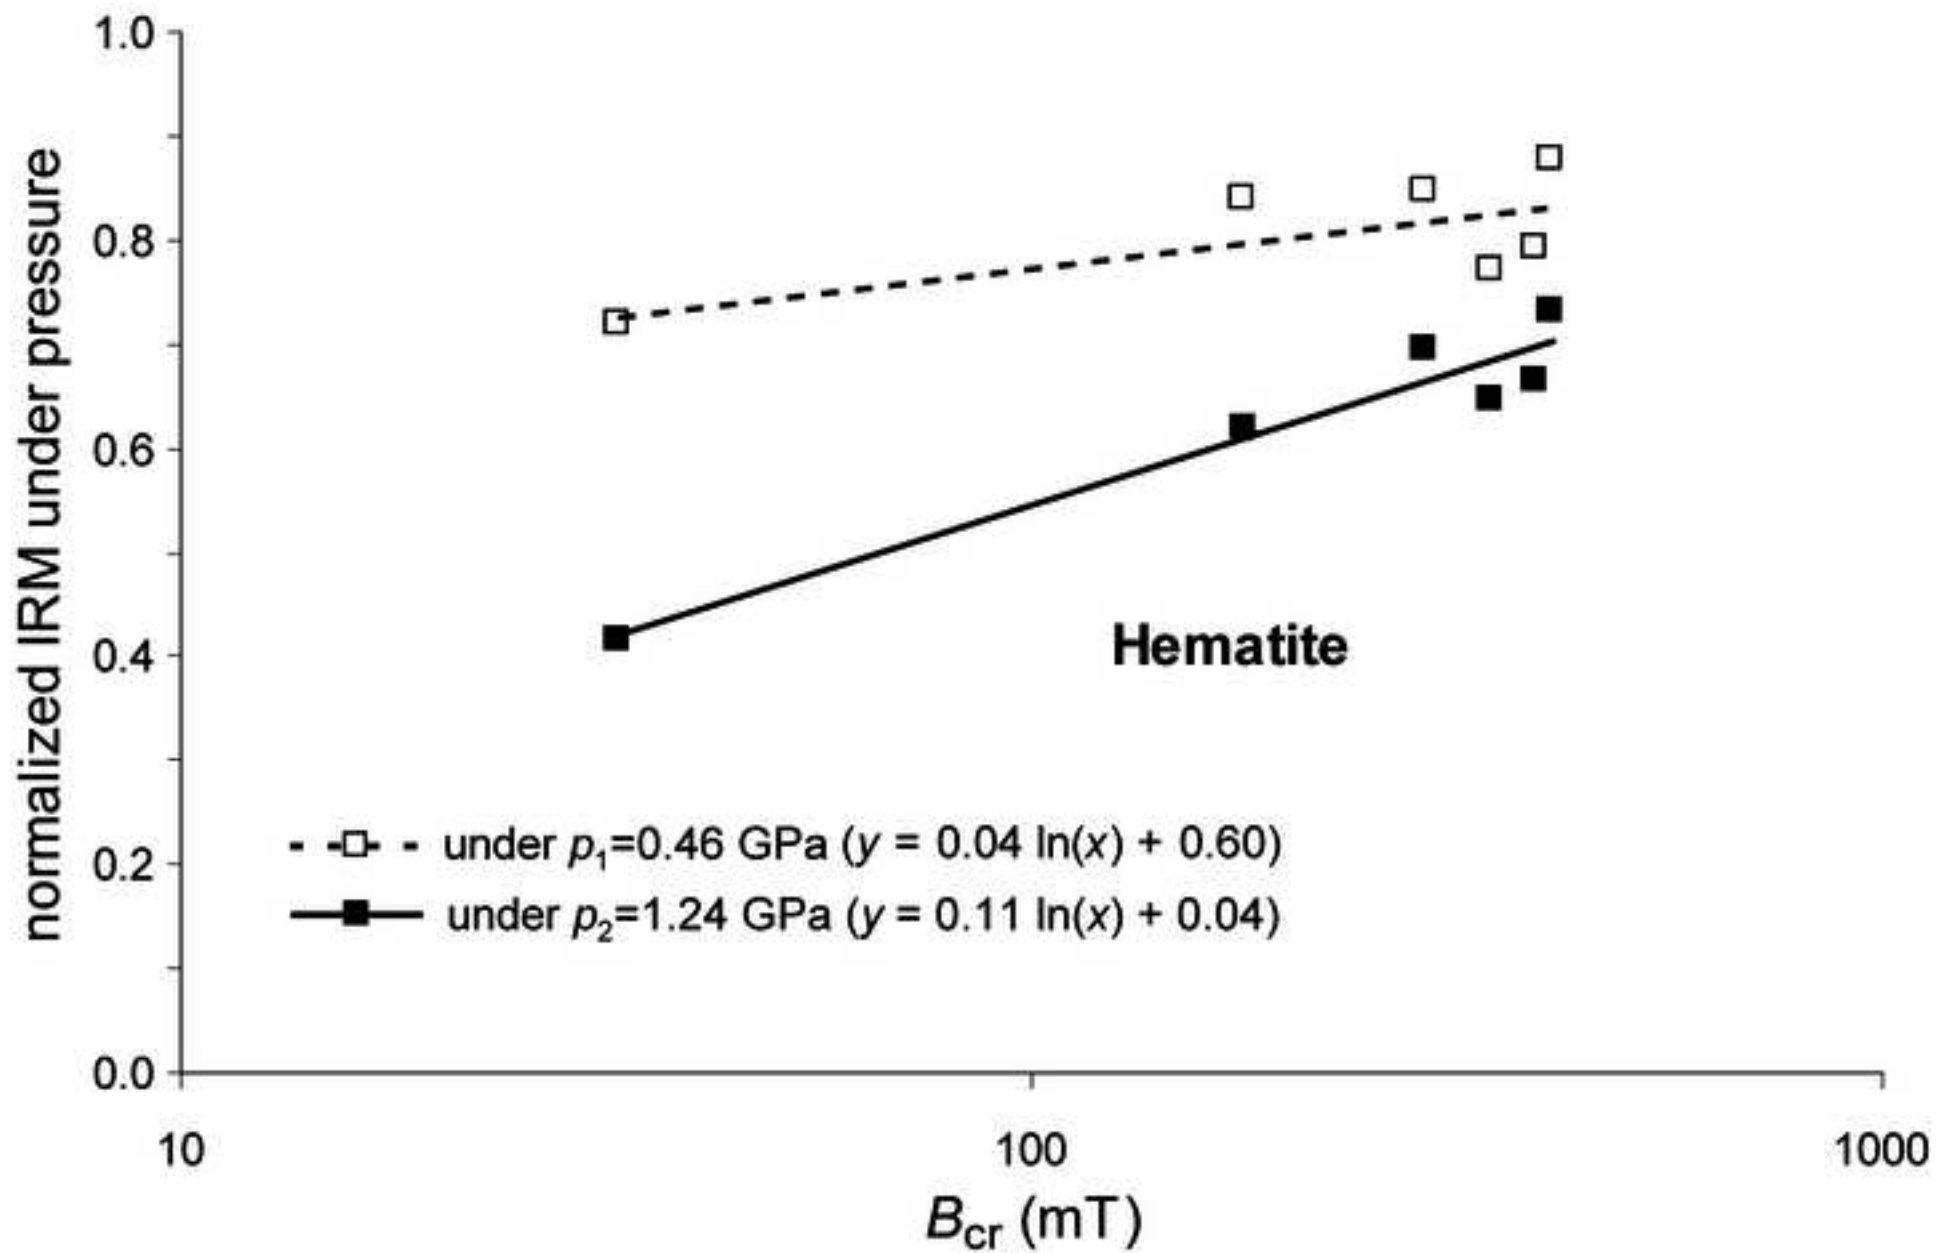 1.0
0.8
0.6
0.4
0.2
0.0
normalized IRM under pressure
Hematite
under p₁=0.46 GPa (y = 0.04 ln(x) + 0.60)
under p₂=1.24 GPa (y = 0.11 ln(x) + 0.04)
10 100 1000
Bcr (mT)